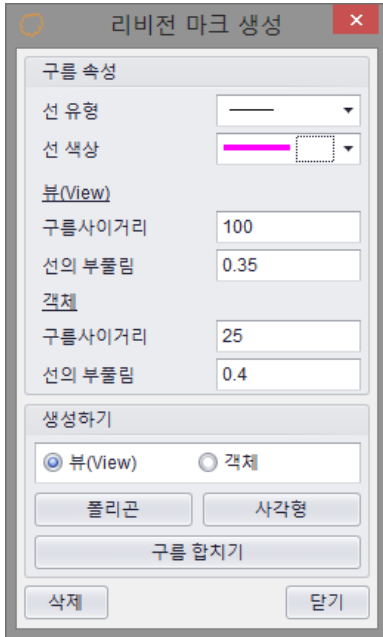 리비전 마크 생성
구름 속성
선 유형
선 색상
뷰(View)
구름사이거리 100
선의 부풀림 0.35
객체
구름사이거리 25
선의 부풀림 0.4
생성하기
뷰(View) 객체
폴리곤 사각형
구름 합치기
삭제 닫기